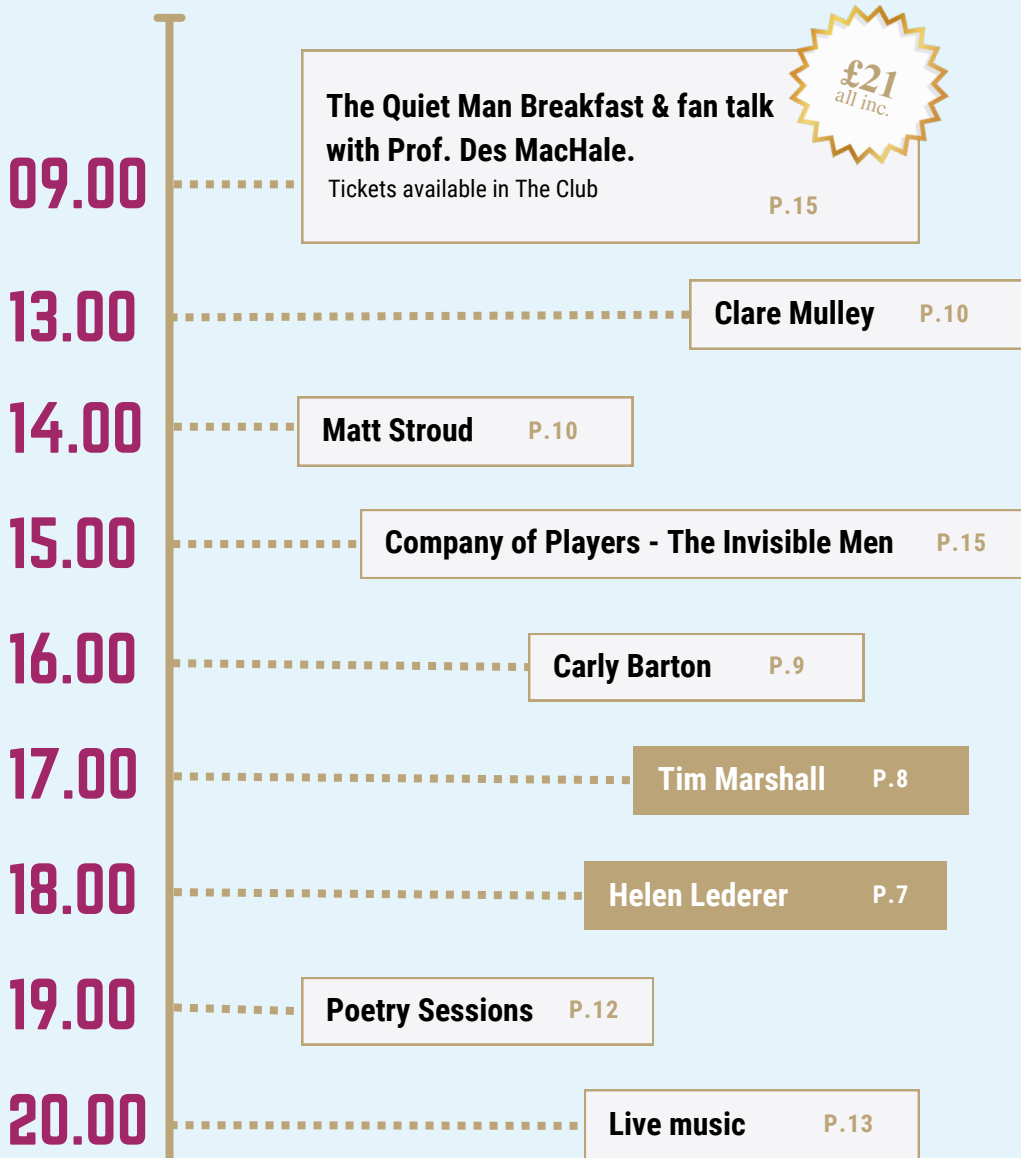 £21
all inc.
The Quiet Man Breakfast & fan talk
with Prof. Des MacHale.
09.00
Tickets available in The Club
P.15
13.00 Clare Mulley P.10
14.00 Matt Stroud P.10
15.00 Company of Players - The Invisible Men P.15
16.00 Carly Barton P.9
17.00 Tim Marshall P.8
18.00 Helen Lederer P.7
19.00 Poetry Sessions P.12
20.00 Live music P.13